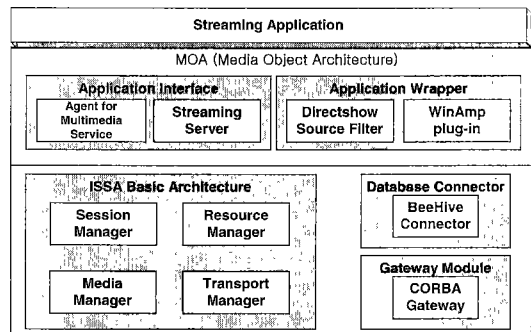 Streaming Application
MOA (Media Object Architecture)
Application Interface
Agent for
Multimedia
Service
Streaming
Server
Application Wrapper
Directshow
Source Filter
WinAmp
plug-in
ISSA Basic Architecture
Session
Manager
Resource
Manager
Media
Manager
Transport
Manager
Database Connector
BeeHive
Connector
Gateway Module
CORBA
Gateway